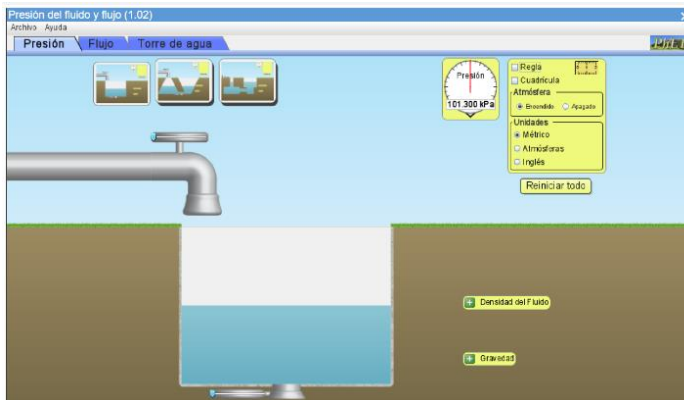 Presión del fluido y flujo (1.02)
Archivo Ayuda
Presión Flujo Torre de agua
PhET
Presión
101.300 kPa
Regla
Cuadrícula
Atmósfera
Encendido Apagado
Unidades
Métrico
Atmósferas
Inglés
Reiniciar todo
Densidad del Fluido
Gravedad